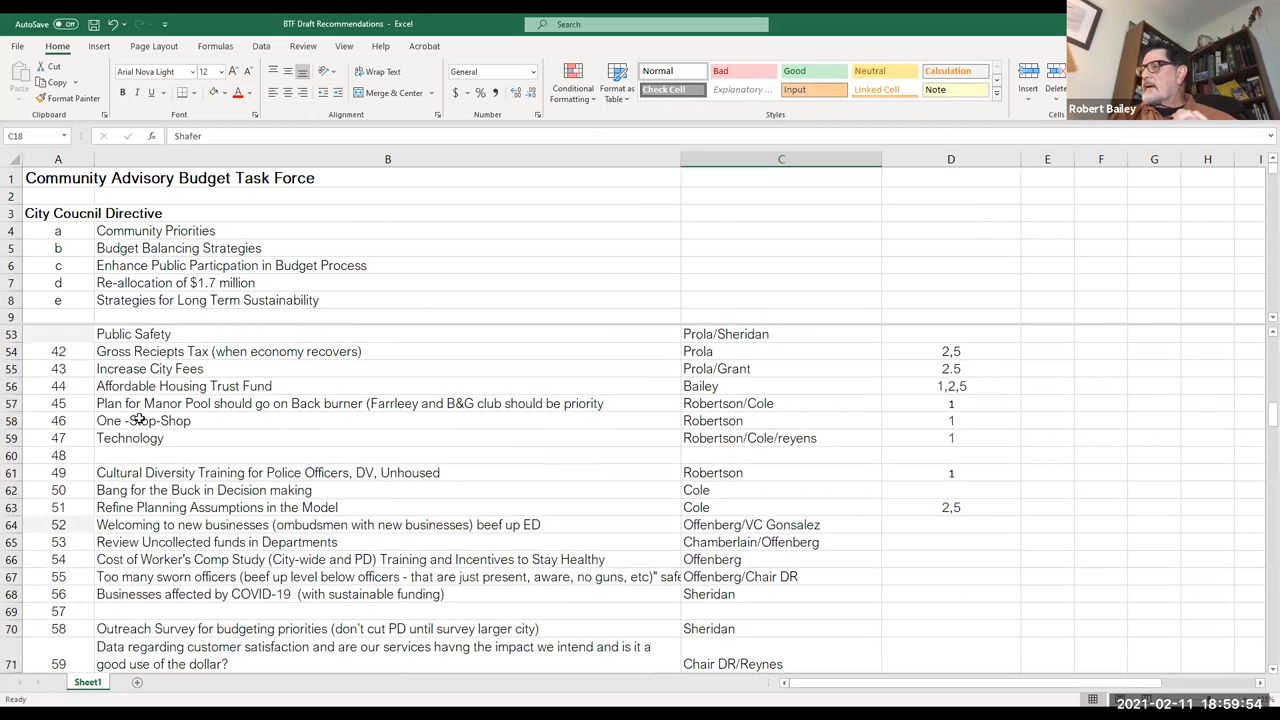 AutoSave Off BTF Draft Recommendations - Excel Search
File Home Insert Page Layout Formulas Data Review View Help Acrobat
Cut Arial Nova Light 12 Wrap Text General Normal Bad Good Neutral Calculation
Copy Paste Format Painter Merge & Center Conditional Formatting Format as Table Check Cell Explanatory ... Input Linked Cell Note Insert Delete
Clipboard Font Alignment Number Styles Cells
Robert Bailey
C18 fx Shafer
A B C D E F G H I
1 Community Advisory Budget Task Force
2
3 City Coucnil Directive
4 a Community Priorities
5 b Budget Balancing Strategies
6 c Enhance Public Particpation in Budget Process
7 d Re-allocation of $1.7 million
8 e Strategies for Long Term Sustainability
9
53 Public Safety Prola/Sheridan
54 42 Gross Reciepts Tax (when economy recovers) Prola 2,5
55 43 Increase City Fees Prola/Grant 2.5
56 44 Affordable Housing Trust Fund Bailey 1,2,5
57 45 Plan for Manor Pool should go on Back burner (Farrleey and B&G club should be priority Robertson/Cole 1
58 46 One -Stop-Shop Robertson 1
59 47 Technology Robertson/Cole/reyens 1
60 48
61 49 Cultural Diversity Training for Police Officers, DV, Unhoused Robertson 1
62 50 Bang for the Buck in Decision making Cole
63 51 Refine Planning Assumptions in the Model Cole 2,5
64 52 Welcoming to new businesses (ombudsmen with new businesses) beef up ED Offenberg/VC Gonsalez
65 53 Review Uncollected funds in Departments Chamberlain/Offenberg
66 54 Cost of Worker's Comp Study (City-wide and PD) Training and Incentives to Stay Healthy Offenberg
67 55 Too many sworn officers (beef up level below officers - that are just present, aware, no guns, etc)" safe Offenberg/Chair DR
68 56 Businesses affected by COVID-19 (with sustainable funding) Sheridan
69 57
70 58 Outreach Survey for budgeting priorities (don't cut PD until survey larger city) Sheridan
71 59 Data regarding customer satisfaction and are our services havng the impact we intend and is it a
good use of the dollar? Chair DR/Reynes
Sheet1
Ready
2021-02-11 18:59:54